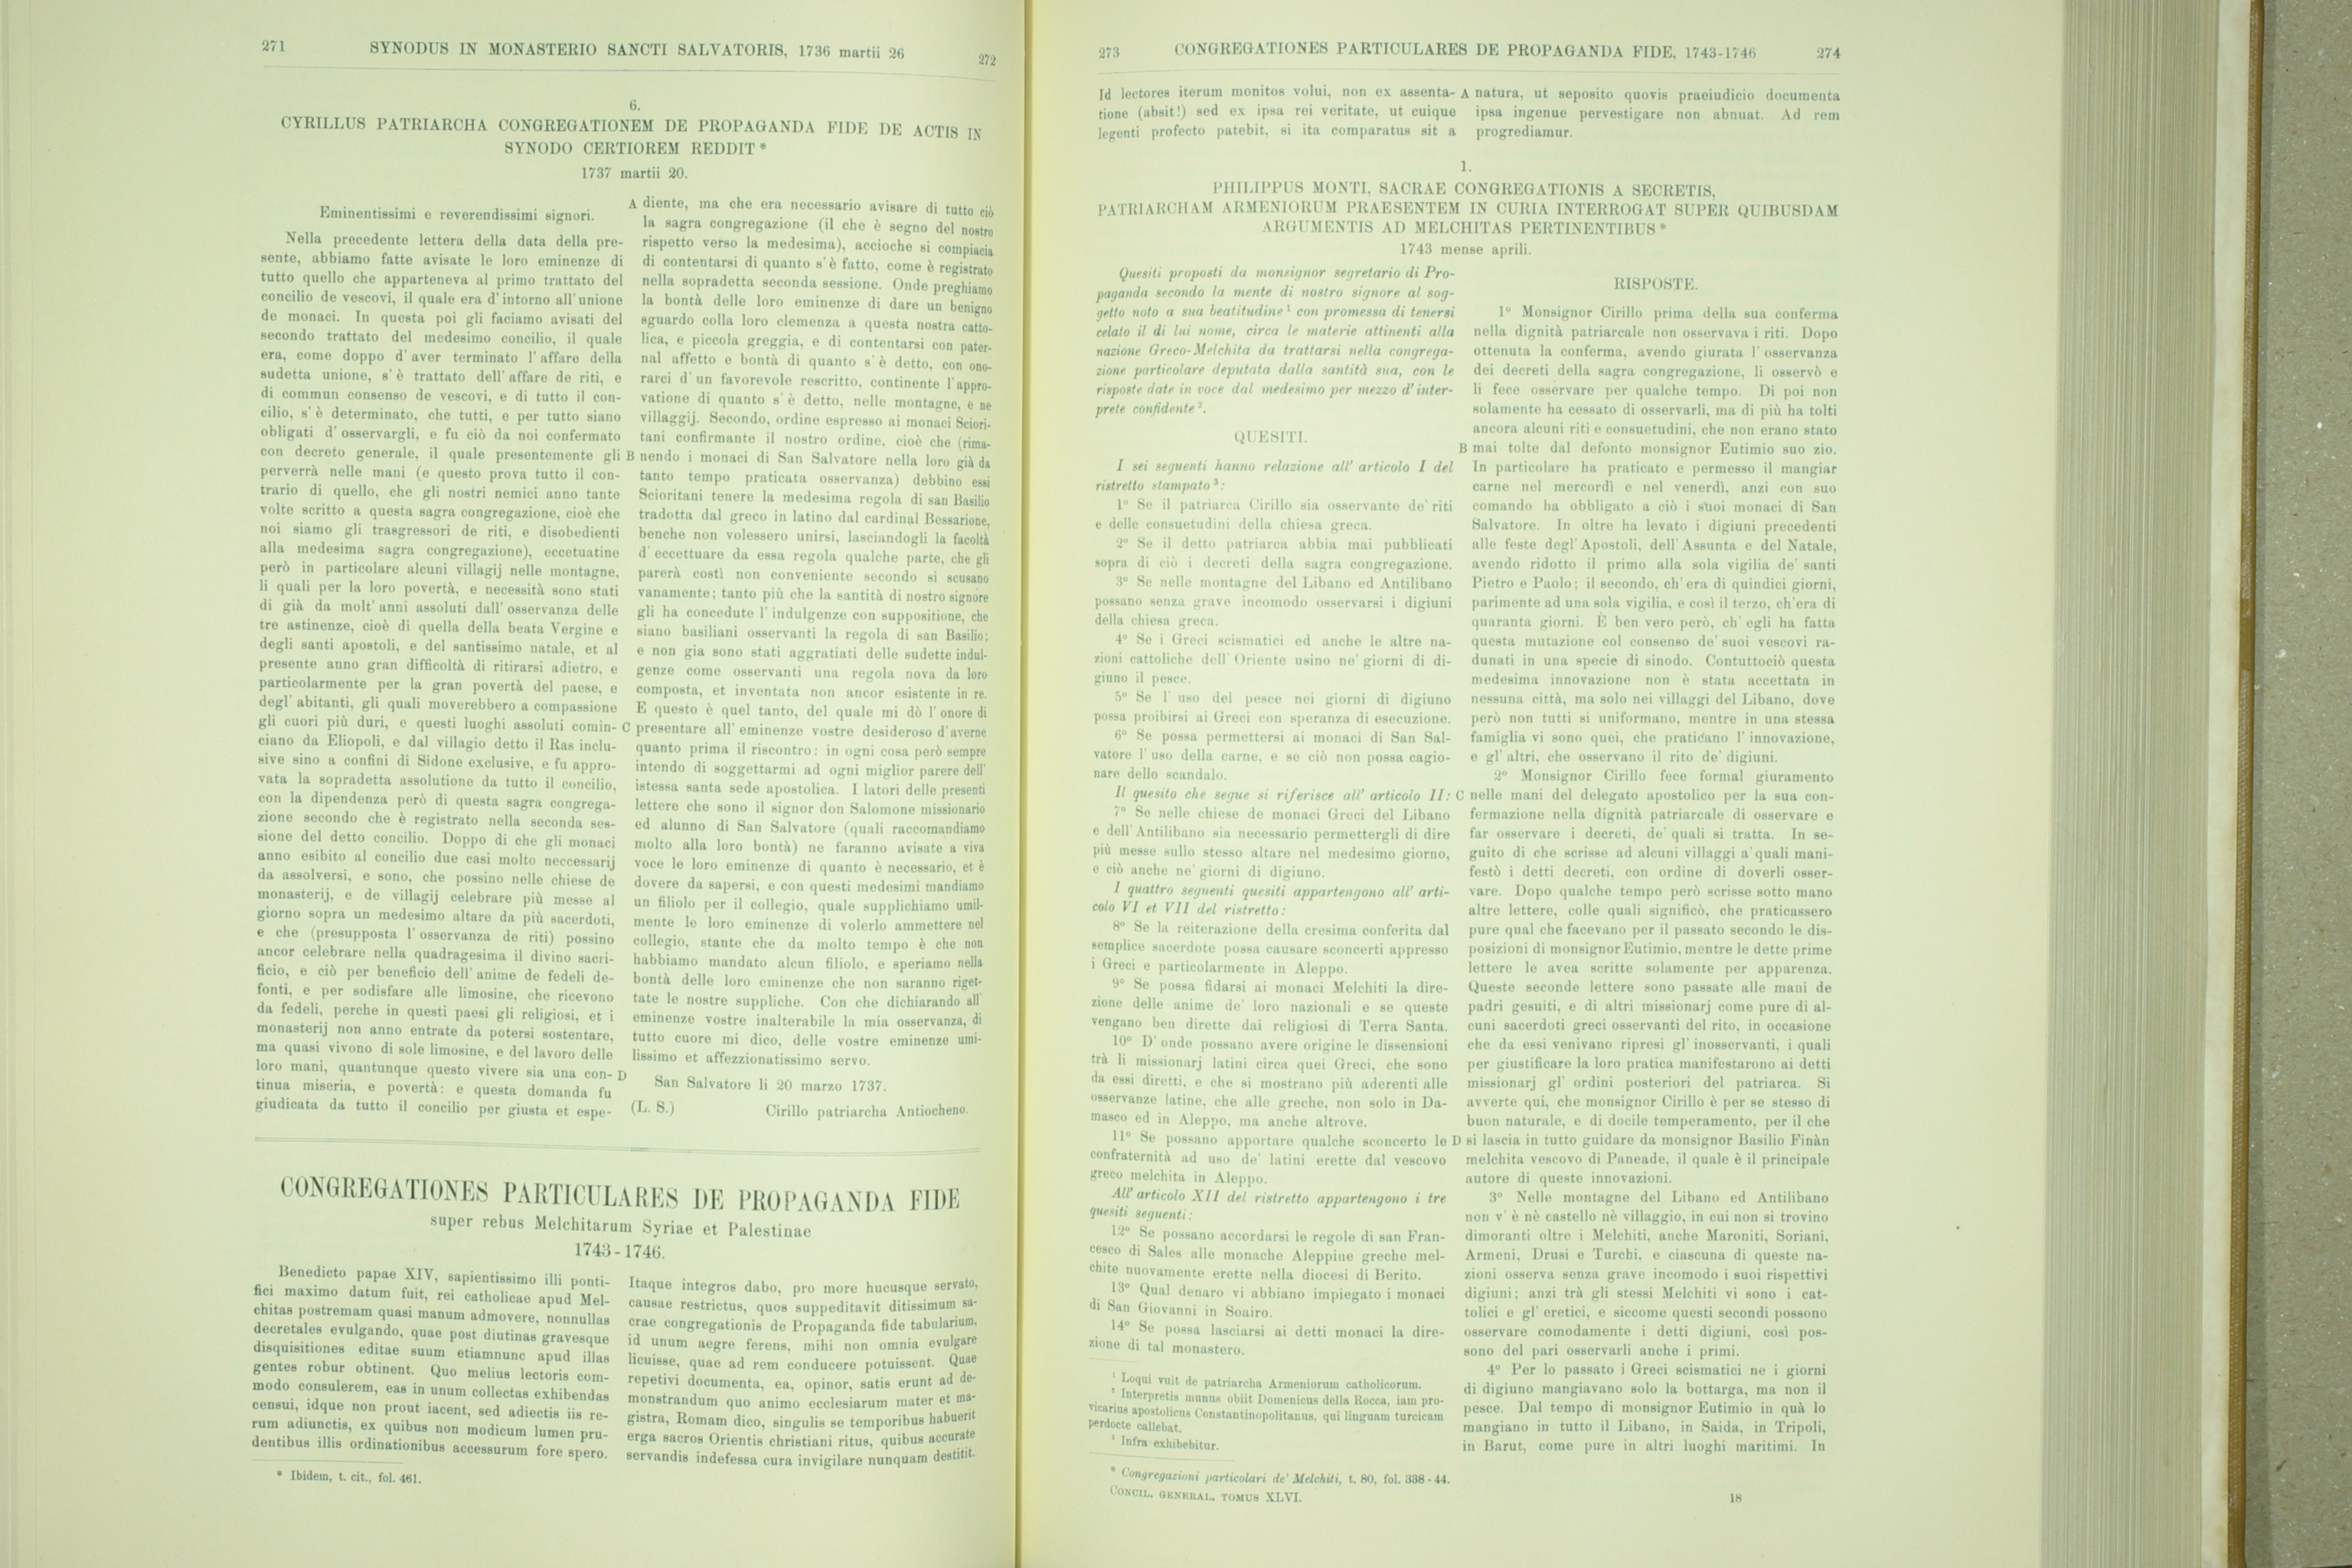 271
SYNODUS IN MONASTERIO SANCTI SALVATORIS, 1736 martii 26
272
6.
CYRILLUS PATRIARCHA CONGREGATIONEM DE PROPAGANDA FIDE DE ACTIS IN
SYNODO CERTIOREM REDDIT *
1737 martii 20.
Eminentissimi e reverendissimi signori.
Nella precedente lettera della data della pre-
sente, abbiamo fatte avisate le loro eminenze di
tutto quello che apparteneva al primo trattato del
concilio de vescovi, il quale era d' intorno all' unione
de monaci. In questa poi gli faciamo avisati del
secondo trattato del medesimo concilio, il quale
era, come doppo d' aver terminato l' affare della
sudetta unione, s' è trattato dell' affare de riti, e
di commun consenso de vescovi, e di tutto il con-
cilio, s' è determinato, che tutti, e per tutto siano
obligati d' osservargli, e fu ciò da noi confermato
con decreto generale, il quale presentemente gli
perverrà nelle mani (e questo prova tutto il con-
trario di quello, che gli nostri nemici anno tante
volte scritto a questa sagra congregazione, cioè che
noi siamo gli trasgressori de riti, e disobedienti
alla medesima sagra congregazione), eccetuatine
però in particolare alcuni villagij nelle montagne,
li quali per la loro povertà, e necessità sono stati
di già da molt' anni assoluti dall' osservanza delle
tre astinenze, cioè di quella della beata Vergine e
degli santi apostoli, e del santissimo natale, et al
presente anno gran difficoltà di ritirarsi adietro, e
particolarmente per la gran povertà del paese, e
degl' abitanti, gli quali moverebbero a compassione
gli cuori più duri, e questi luoghi assoluti comin-
ciano da Eliopoli, e dal villagio detto il Ras inclu-
sive sino a confini di Sidone exclusive, e fu appro-
vata la sopradetta assolutione da tutto il concilio,
con la dipendenza però di questa sagra congrega-
zione secondo che è registrato nella seconda ses-
sione del detto concilio. Doppo di che gli monaci
anno esibito al concilio due casi molto neccessarij
da assolversi, e sono, che possino nelle chiese de
monasterij, e de villagij celebrare più messe al
giorno sopra un medesimo altare da più sacerdoti,
e che (presupposta l' osservanza de riti) possino
ancor celebrare nella quadragesima il divino sacri-
ficio, e ciò per beneficio dell' anime de fedeli de-
fonti, e per sodisfare alle limosine, che ricevono
da fedeli, perche in questi paesi gli religiosi, et i
monasterij non anno entrate da potersi sostentare,
ma quasi vivono di sole limosine, e del lavoro delle
loro mani, quantunque questo vivere sia una con-
tinua miseria, e povertà: e questa domanda fu
giudicata da tutto il concilio per giusta et espe-
A diente, ma che era necessario avisare di tutto ciò
la sagra congregazione (il che è segno del nostro
rispetto verso la medesima), accioche si compiacia
di contentarsi di quanto s' è fatto, come è registrato
nella sopradetta seconda sessione. Onde preghiamo
la bontà delle loro eminenze di dare un benigno
sguardo colla loro clemenza a questa nostra catto-
lica, e piccola greggia, e di contentarsi con pater-
nal affetto e bontà di quanto s' è detto, con ono-
rarci d' un favorevole rescritto, continente l' appro-
vatione di quanto s' è detto, nelle montagne, e ne
villaggij. Secondo, ordine espresso ai monaci Sciori-
tani confirmante il nostro ordine, cioè che (rima-
B nendo i monaci di San Salvatore nella loro già da
tanto tempo praticata osservanza) debbino essi
Scioritani tenere la medesima regola di san Basilio
tradotta dal greco in latino dal cardinal Bessarione,
benche non volessero unirsi, lasciandogli la facoltà
d' eccettuare da essa regola qualche parte, che gli
parerà costì non conveniente secondo si scusano
vanamente; tanto più che la santità di nostro signore
gli ha concedute l' indulgenze con suppositione, che
siano basiliani osservanti la regola di san Basilio;
e non gia sono stati aggratiati delle sudette indul-
genze come osservanti una regola nova da loro
composta, et inventata non ancor esistente in re.
E questo è quel tanto, del quale mi dò l' onore di
C presentare all' eminenze vostre desideroso d'averne
quanto prima il riscontro: in ogni cosa però sempre
intendo di soggettarmi ad ogni miglior parere dell'
istessa santa sede apostolica. I latori delle presenti
lettere che sono il signor don Salomone missionario
ed alunno di San Salvatore (quali raccomandiamo
molto alla loro bontà) ne faranno avisate a viva
voce le loro eminenze di quanto è necessario, et è
dovere da sapersi, e con questi medesimi mandiamo
un filiolo per il collegio, quale supplichiamo umil-
mente le loro eminenze di volerlo ammettere nel
collegio, stante che da molto tempo è che non
habbiamo mandato alcun filiolo, e speriamo nella
bontà delle loro eminenze che non saranno riget-
tate le nostre suppliche. Con che dichiarando all'
eminenze vostre inalterabile la mia osservanza, di
tutto cuore mi dico, delle vostre eminenze umi-
lissimo et affezzionatissimo servo.
D
San Salvatore li 20 marzo 1737.
(L. S.) Cirillo patriarcha Antiocheno.
CONGREGATIONES PARTICULARES DE PROPAGANDA FIDE
super rebus Melchitarum Syriae et Palestinae
1743-1746.
Benedicto papae XIV, sapientissimo illi ponti-
fici maximo datum fuit, rei catholicae apud Mel-
chitas postremam quasi manum admovere, nonnullas
decretales evulgando, quae post diutinas gravesque
disquisitiones editae suum etiamnunc apud illas
gentes robur obtinent. Quo melius lectoris com-
modo consulerem, eas in unum collectas exhibendas
censui, idque non prout iacent, sed adiectis iis re-
rum adiunctis, ex quibus non modicum lumen pru-
dentibus illis ordinationibus accessurum fore spero.
Itaque integros dabo, pro more hucusque servato,
causae restrictus, quos suppeditavit ditissimum sa-
crae congregationis de Propaganda fide tabularium,
id unum aegre ferens, mihi non omnia evulgare
licuisse, quae ad rem conducere potuissent. Quae
repetivi documenta, ea, opinor, satis erunt ad de-
monstrandum quo animo ecclesiarum mater et ma-
gistra, Romam dico, singulis se temporibus habuerit
erga sacros Orientis christiani ritus, quibus accurate
servandis indefessa cura invigilare nunquam destitit.
* Ibidem, t. cit., fol. 461.
273
CONGREGATIONES PARTICULARES DE PROPAGANDA FIDE, 1743-1746
274
Id lectores iterum monitos volui, non ex assenta-
tione (absit!) sed ex ipsa rei veritate, ut cuique
legenti profecto patebit, si ita comparatus sit a
A natura, ut seposito quovis praeiudicio documenta
ipsa ingenue pervestigare non abnuat. Ad rem
progrediamur.
1.
PHILIPPUS MONTI, SACRAE CONGREGATIONIS A SECRETIS,
PATRIARCHAM ARMENIORUM PRAESENTEM IN CURIA INTERROGAT SUPER QUIBUSDAM
ARGUMENTIS AD MELCHITAS PERTINENTIBUS *
1743 mense aprili.
Quesiti proposti da monsignor segretario di Pro-
paganda secondo la mente di nostro signore al sog-
getto noto a sua beatitudine ¹ con promessa di tenersi
celato il di lui nome, circa le materie attinenti alla
nazione Greco-Melchita da trattarsi nella congrega-
zione particolare deputata dalla santità sua, con le
risposte date in voce dal medesimo per mezzo d' inter-
prete confidente ².
QUESITI.
I sei seguenti hanno relazione all' articolo I del
ristretto stampato ³:
1º Se il patriarca Cirillo sia osservante de' riti
e delle consuetudini della chiesa greca.
2º Se il detto patriarca abbia mai pubblicati
sopra di ciò i decreti della sagra congregazione.
3º Se nelle montagne del Libano ed Antilibano
possano senza grave incomodo osservarsi i digiuni
della chiesa greca.
4º Se i Greci scismatici ed anche le altre na-
zioni cattoliche dell' Oriente usino ne' giorni di di-
giuno il pesce.
5º Se l' uso del pesce nei giorni di digiuno
possa proibirsi ai Greci con speranza di esecuzione.
6º Se possa permettersi ai monaci di San Sal-
vatore l' uso della carne, e se ciò non possa cagio-
nare dello scandalo.
Il quesito che segue si riferisce all' articolo II:
7º Se nelle chiese de monaci Greci del Libano
e dell' Antilibano sia necessario permettergli di dire
più messe sullo stesso altare nel medesimo giorno,
e ciò anche ne' giorni di digiuno.
I quattro seguenti quesiti appartengono all' arti-
colo VI et VII del ristretto:
8º Se la reiterazione della cresima conferita dal
semplice sacerdote possa causare sconcerti appresso
i Greci e particolarmente in Aleppo.
9º Se possa fidarsi ai monaci Melchiti la dire-
zione delle anime de' loro nazionali e se queste
vengano ben dirette dai religiosi di Terra Santa.
10º D' onde possano avere origine le dissensioni
trà li missionarj latini circa quei Greci, che sono
da essi diretti, e che si mostrano più aderenti alle
osservanze latine, che alle greche, non solo in Da-
masco ed in Aleppo, ma anche altrove.
11º Se possano apportare qualche sconcerto le
confraternità ad uso de' latini erette dal vescovo
greco melchita in Aleppo.
All' articolo XII del ristretto appartengono i tre
quesiti seguenti:
12º Se possano accordarsi le regole di san Fran-
cesco di Sales alle monache Aleppine greche mel-
chite nuovamente erette nella diocesi di Berito.
13º Qual denaro vi abbiano impiegato i monaci
di San Giovanni in Soairo.
14º Se possa lasciarsi ai detti monaci la dire-
zione di tal monastero.
¹ Loqui vult de patriarcha Armeniorum catholicorum.
² Interpretis munus obiit Domenicus della Rocca, iam pro-
vicarius apostolicus Constantinopolitanus, qui linguam turcicam
perdocte callebat.
³ Infra exhibebitur.
RISPOSTE.
1º Monsignor Cirillo prima della sua conferma
nella dignità patriarcale non osservava i riti. Dopo
ottenuta la conferma, avendo giurata l' osservanza
dei decreti della sagra congregazione, li osservò e
li fece osservare per qualche tempo. Di poi non
solamente ha cessato di osservarli, ma di più ha tolti
ancora alcuni riti e consuetudini, che non erano stato
B mai tolte dal defonto monsignor Eutimio suo zio.
In particolare ha praticato e permesso il mangiar
carne nel mercordì e nel venerdì, anzi con suo
comando ha obbligato a ciò i suoi monaci di San
Salvatore. In oltre ha levato i digiuni precedenti
alle feste degl' Apostoli, dell' Assunta e del Natale,
avendo ridotto il primo alla sola vigilia de' santi
Pietro e Paolo; il secondo, ch' era di quindici giorni,
parimente ad una sola vigilia, e così il terzo, ch'era di
quaranta giorni. È ben vero però, ch' egli ha fatta
questa mutazione col consenso de' suoi vescovi ra-
dunati in una specie di sinodo. Contuttociò questa
medesima innovazione non è stata accettata in
nessuna città, ma solo nei villaggi del Libano, dove
però non tutti si uniformano, mentre in una stessa
famiglia vi sono quei, che praticano l' innovazione,
e gl' altri, che osservano il rito de' digiuni.
2º Monsignor Cirillo fece formal giuramento
C nelle mani del delegato apostolico per la sua con-
fermazione nella dignità patriarcale di osservare e
far osservare i decreti, de' quali si tratta. In se-
guito di che scrisse ad alcuni villaggi a' quali mani-
festò i detti decreti, con ordine di doverli osser-
vare. Dopo qualche tempo però scrisse sotto mano
altre lettere, colle quali significò, che praticassero
pure qual che facevano per il passato secondo le dis-
posizioni di monsignor Eutimio, mentre le dette prime
lettere le avea scritte solamente per apparenza.
Queste seconde lettere sono passate alle mani de
padri gesuiti, e di altri missionarj come pure di al-
cuni sacerdoti greci osservanti del rito, in occasione
che da essi venivano ripresi gl' inosservanti, i quali
per giustificare la loro pratica manifestarono ai detti
missionarj gl' ordini posteriori del patriarca. Si
avverte qui, che monsignor Cirillo è per se stesso di
buon naturale, e di docile temperamento, per il che
D si lascia in tutto guidare da monsignor Basilio Finàn
melchita vescovo di Paneade, il quale è il principale
autore di queste innovazioni.
3º Nelle montagne del Libano ed Antilibano
non v' è nè castello nè villaggio, in cui non si trovino
dimoranti oltre i Melchiti, anche Maroniti, Soriani,
Armeni, Drusi e Turchi, e ciascuna di queste na-
zioni osserva senza grave incomodo i suoi rispettivi
digiuni; anzi trà gli stessi Melchiti vi sono i cat-
tolici e gl' eretici, e siccome questi secondi possono
osservare comodamente i detti digiuni, così pos-
sono del pari osservarli anche i primi.
4º Per lo passato i Greci scismatici ne i giorni
di digiuno mangiavano solo la bottarga, ma non il
pesce. Dal tempo di monsignor Eutimio in quà lo
mangiano in tutto il Libano, in Saida, in Tripoli,
in Barut, come pure in altri luoghi maritimi. In
* Congregazioni particolari de' Melchiti, t. 80, fol. 338-44.
CONCIL. GENERAL. TOMUS XLVI.
18